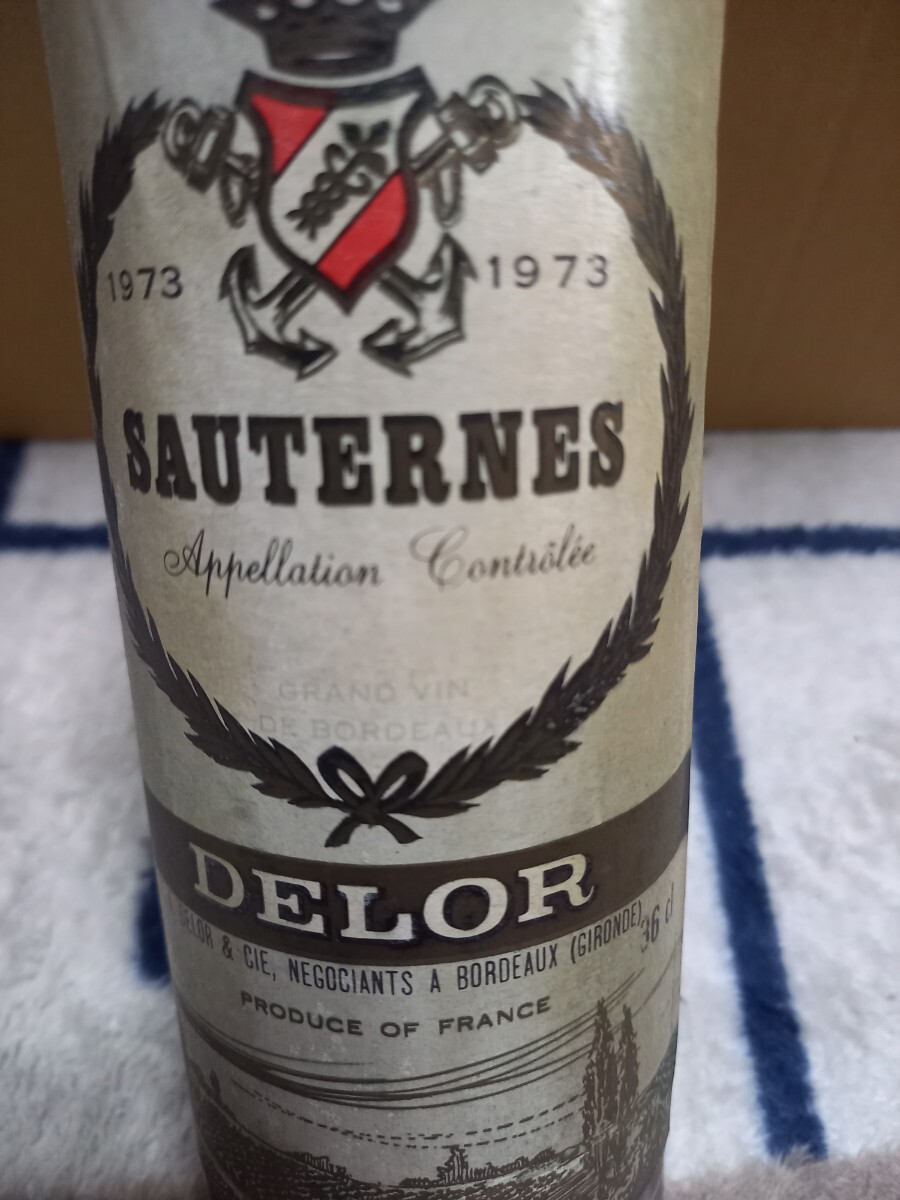 1973 1973
SAUTERNES
Appellation Contrôlée
GRAND VIN
DE BORDEAUX
DELOR
DELOR & CIE, NEGOCIANTS A BORDEAUX (GIRONDE) 36 cl
PRODUCE OF FRANCE